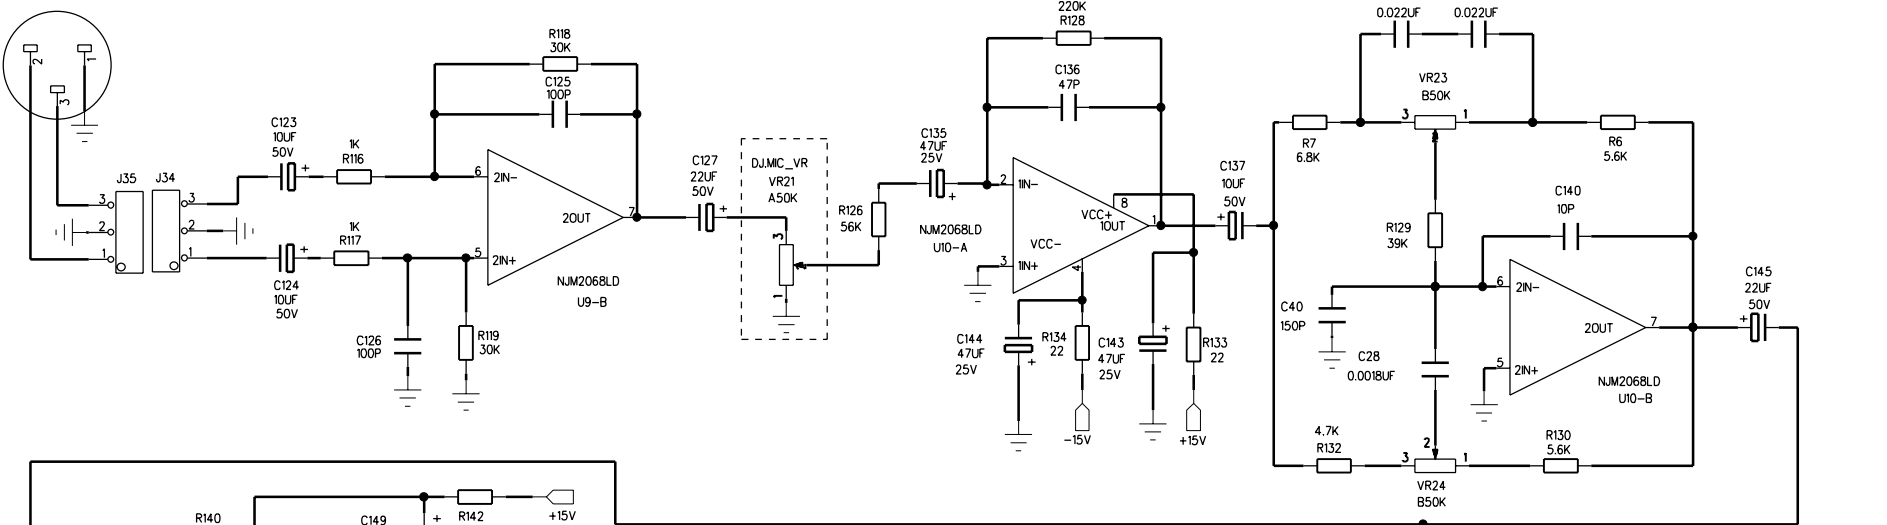 2
1
3
J35
J34
3
2
1
3
2
1
C123
10UF
50V
+
1K
R116
C124
10UF
50V
+
1K
R117
R118
30K
C125
100P
6
2IN-
2OUT
7
5
2IN+
NJM2068LD
U9-B
C126
100P
R119
30K
C127
22UF
50V
+
DJ.MIC_VR
VR21
A50K
3
1
R126
56K
C135
47UF
25V
+
220K
R128
C136
47P
2
1IN-
VCC+
8
1OUT
1
VCC-
3
1IN+
4
NJM2068LD
U10-A
C144
47UF
25V
+
R134
22
-15V
C143
47UF
25V
+
R133
22
+15V
C137
10UF
50V
+
0.022UF
0.022UF
VR23
B50K
3
1
R7
6.8K
R6
5.6K
R129
39K
C140
10P
C40
150P
6
2IN-
2OUT
7
5
2IN+
NJM2068LD
U10-B
C28
0.0018UF
4.7K
R132
2
3
1
VR24
B50K
R130
5.6K
C145
22UF
50V
+
R140
C149
+
R142
+15V